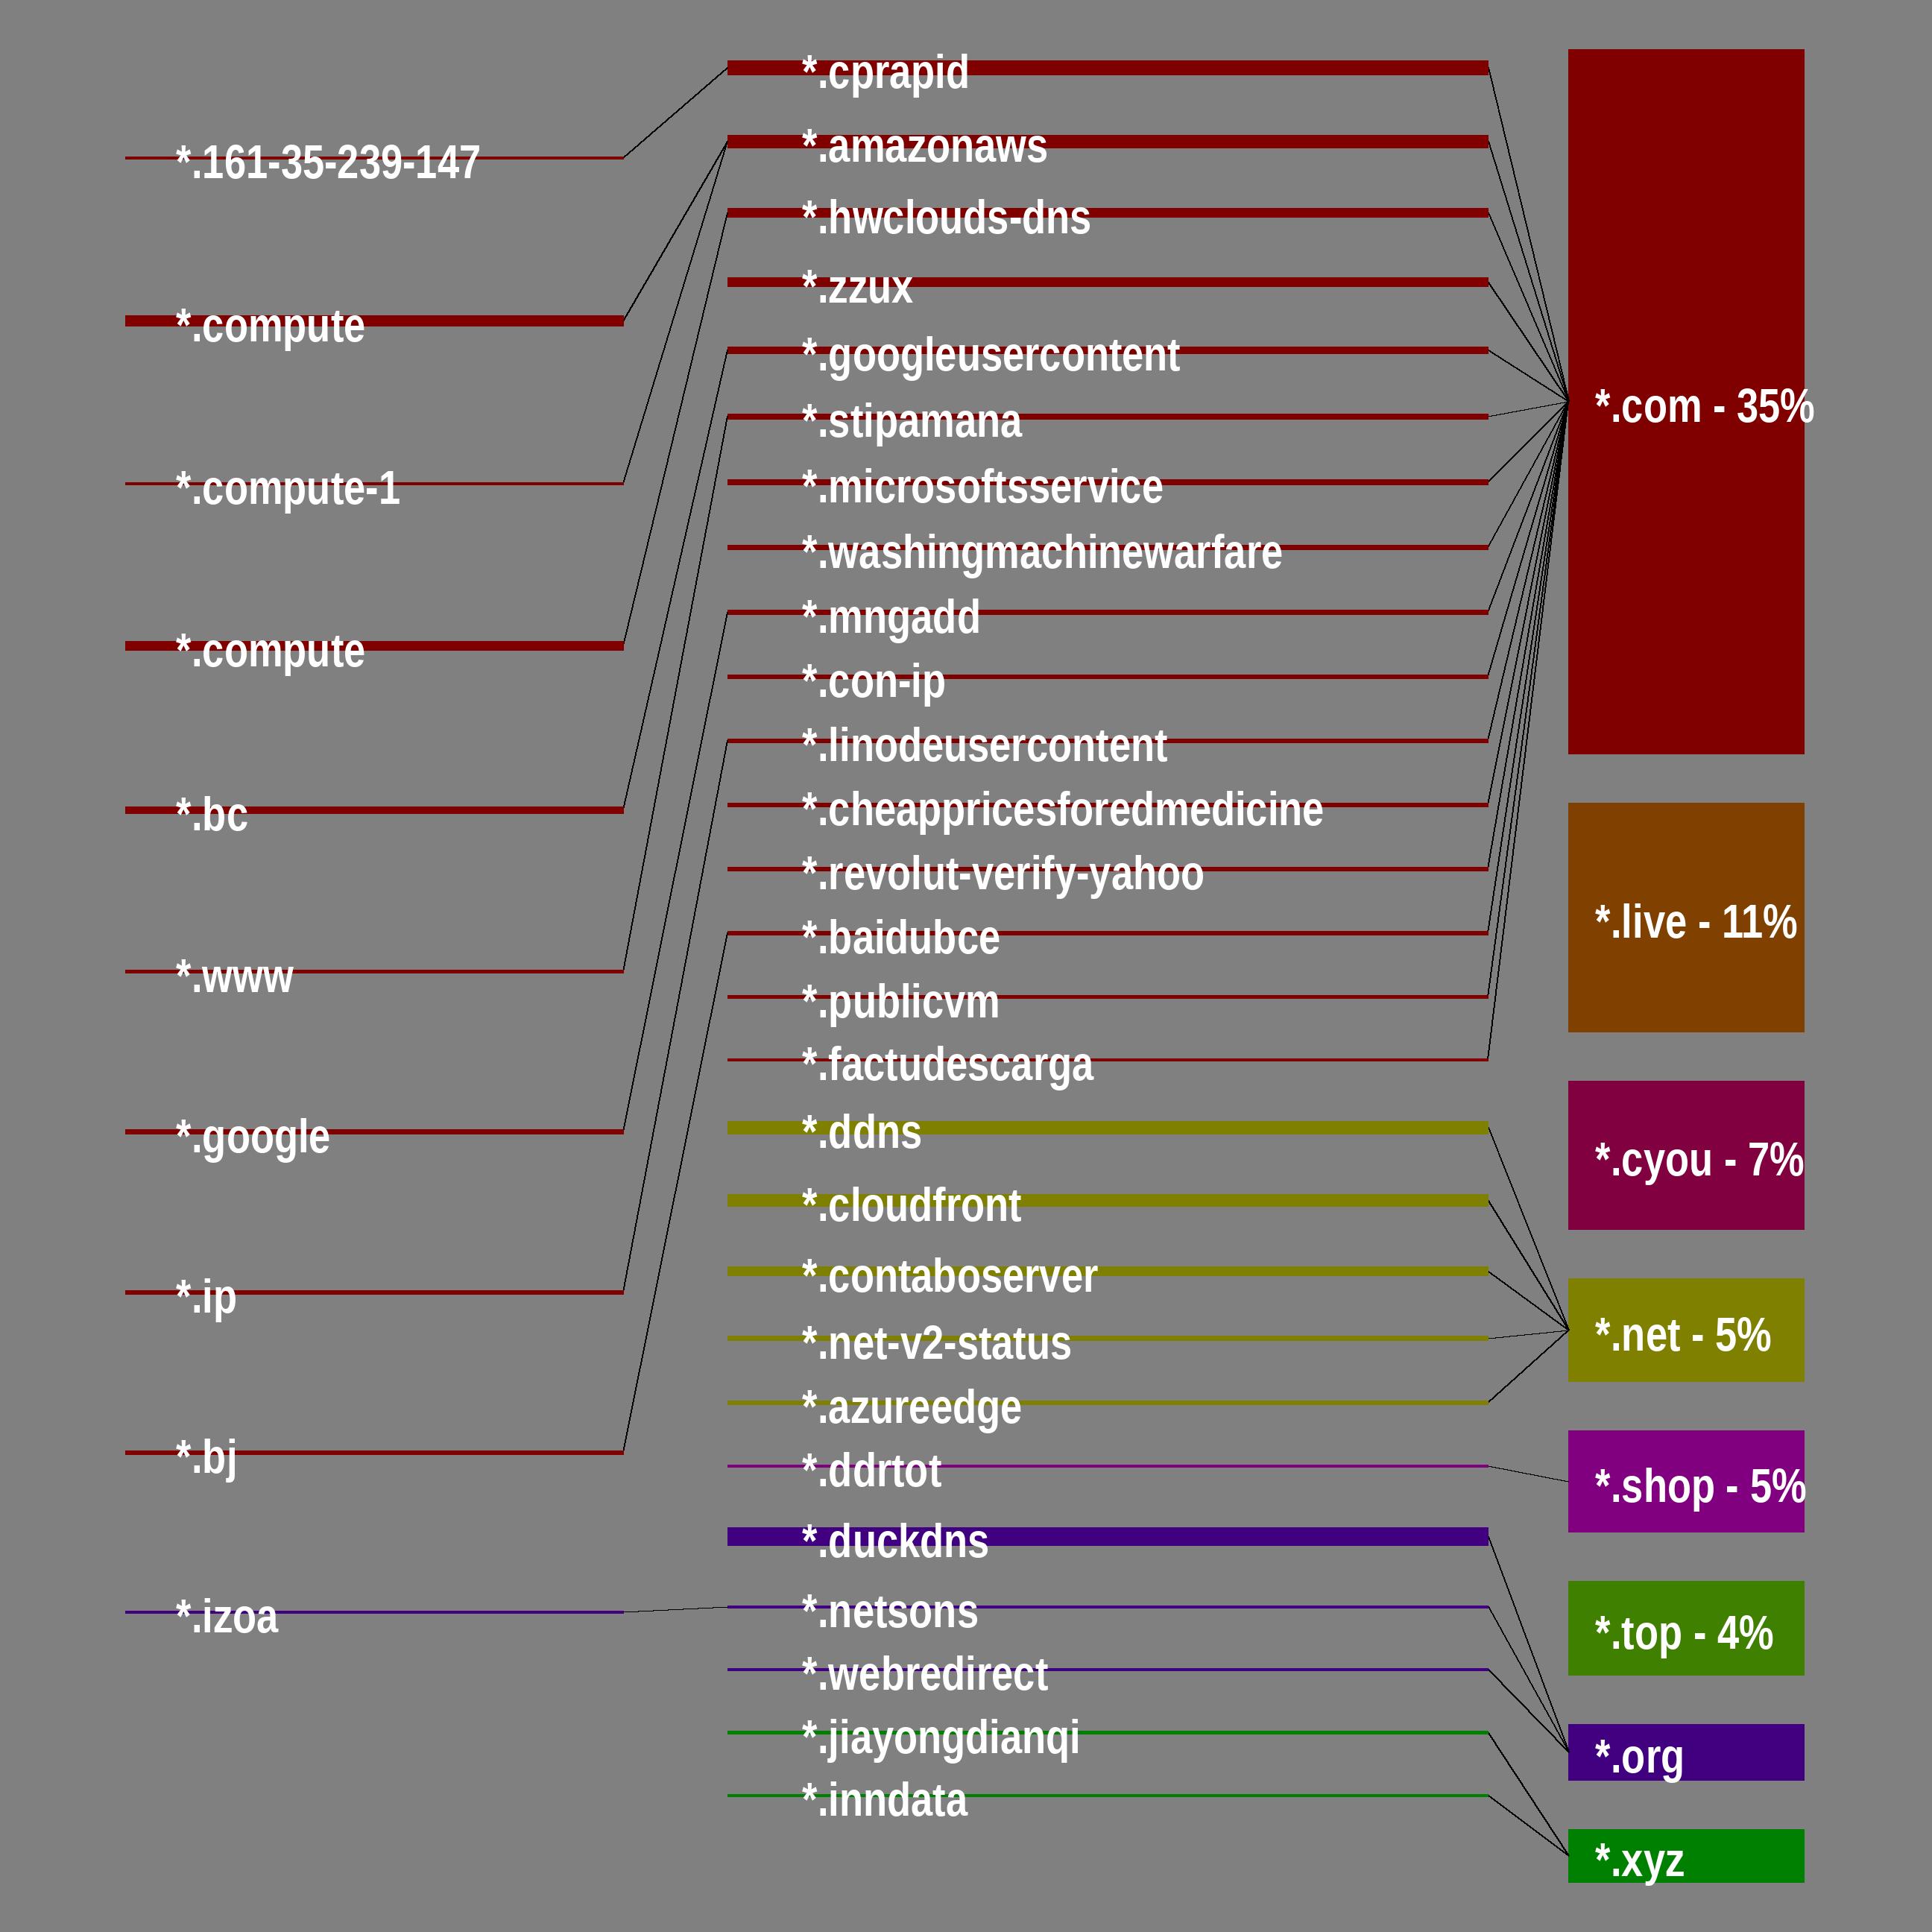 *.161-35-239-147
*.compute
*.compute-1
*.compute
*.bc
*.www
*.google
*.ip
*.bj
*.izoa
*.cprapid
*.amazonaws
*.hwclouds-dns
*.zzux
*.googleusercontent
*.stipamana
*.microsoftsservice
*.washingmachinewarfare
*.mngadd
*.con-ip
*.linodeusercontent
*.cheappricesforedmedicine
*.revolut-verify-yahoo
*.baidubce
*.publicvm
*.factudescarga
*.ddns
*.cloudfront
*.contaboserver
*.net-v2-status
*.azureedge
*.ddrtot
*.duckdns
*.netsons
*.webredirect
*.jiayongdianqi
*.inndata
*.com - 35%
*.live - 11%
*.cyou - 7%
*.net - 5%
*.shop - 5%
*.top - 4%
*.org
*.xyz